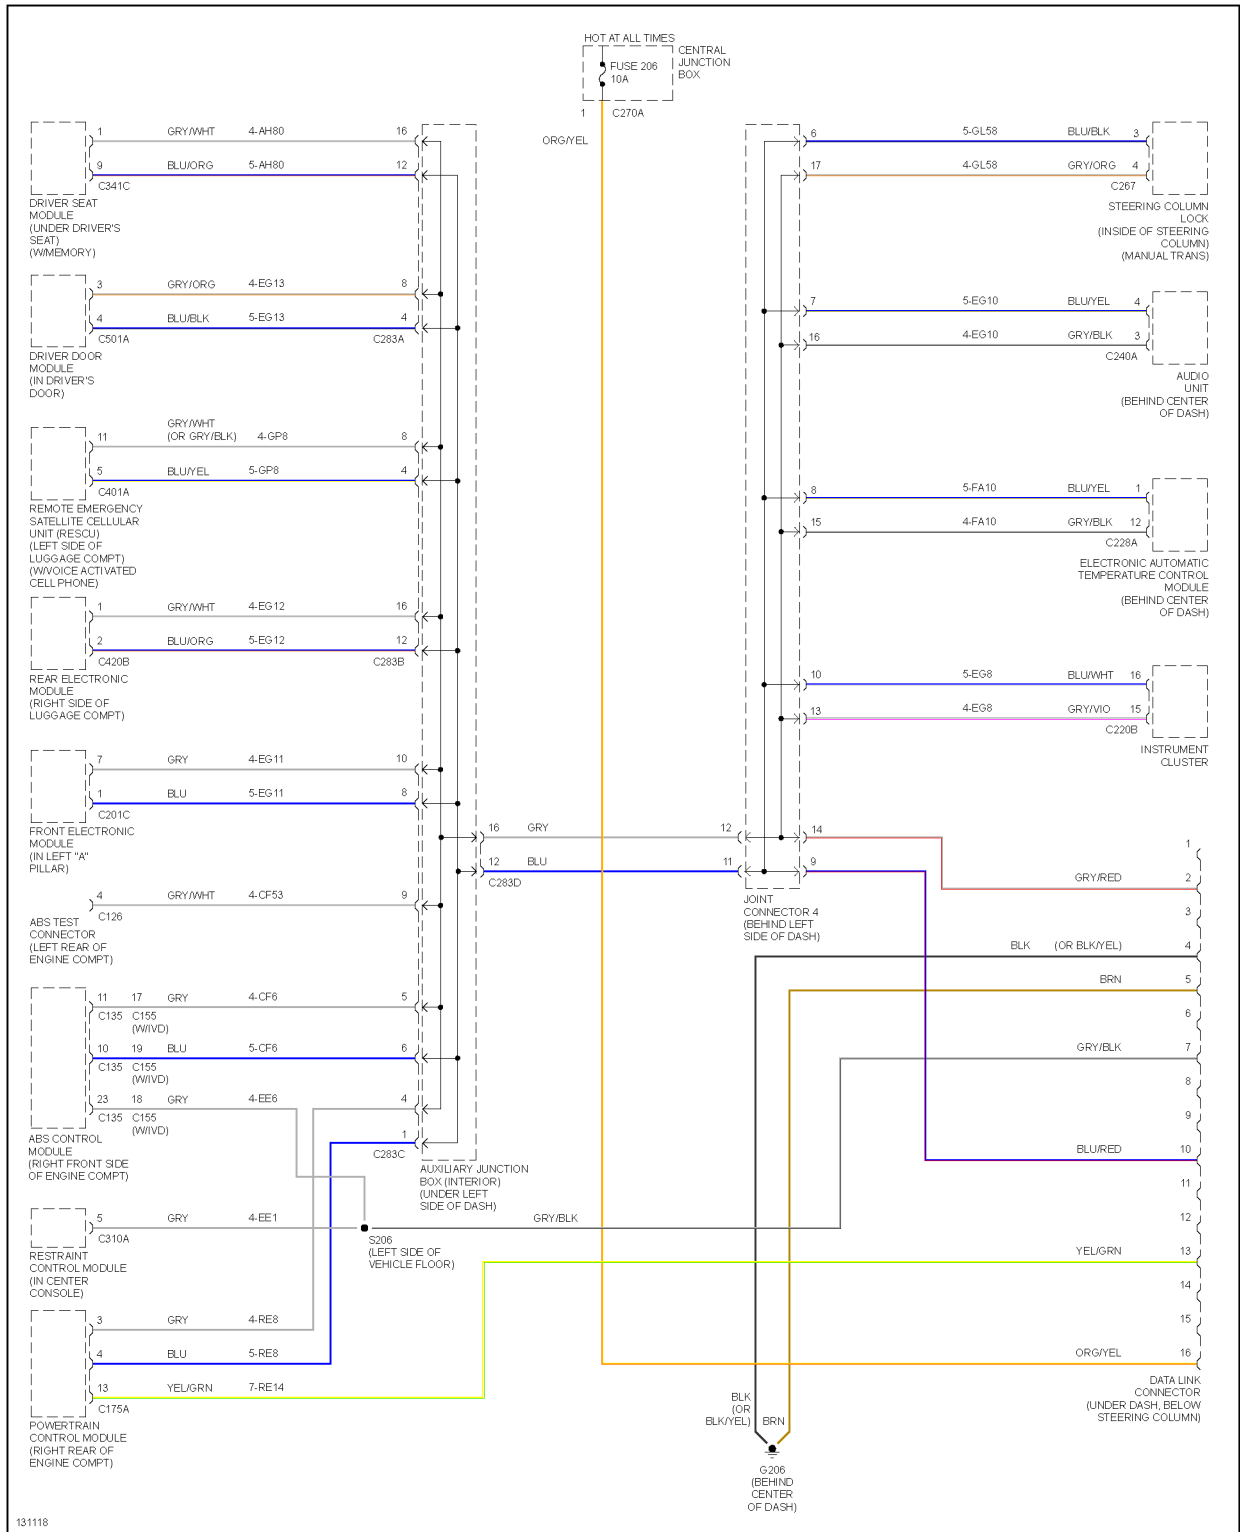 HOT AT ALL TIMES
FUSE 206
10A
CENTRAL
JUNCTION
BOX
1 C270A
ORG/YEL
1 GRY/WHT 4-AH80 16
9 BLU/ORG 5-AH80 12
C341C
DRIVER SEAT
MODULE
(UNDER DRIVER'S
SEAT)
(W/MEMORY)
3 GRY/ORG 4-EG13 8
4 BLU/BLK 5-EG13 4
C501A C283A
DRIVER DOOR
MODULE
(IN DRIVER'S
DOOR)
GRY/WHT
11 (OR GRY/BLK) 4-GP8 8
5 BLU/YEL 5-GP8 4
C401A
REMOTE EMERGENCY
SATELLITE CELLULAR
UNIT (RESCU)
(LEFT SIDE OF
LUGGAGE COMPT)
(W/VOICE ACTIVATED
CELL PHONE)
1 GRY/WHT 4-EG12 16
2 BLU/ORG 5-EG12 12
C420B C283B
REAR ELECTRONIC
MODULE
(RIGHT SIDE OF
LUGGAGE COMPT)
7 GRY 4-EG11 10
1 BLU 5-EG11 8
C201C
FRONT ELECTRONIC
MODULE
(IN LEFT "A"
PILLAR)
4 GRY/WHT 4-CF53 9
C126
ABS TEST
CONNECTOR
(LEFT REAR OF
ENGINE COMPT)
11 17 GRY 4-CF6 5
C135 C155
(W/IVD)
10 19 BLU 5-CF6 6
C135 C155
(W/IVD)
23 18 GRY 4-EE6 4
C135 C155
(W/IVD)
1
C283C
ABS CONTROL
MODULE
(RIGHT FRONT SIDE
OF ENGINE COMPT)
AUXILIARY JUNCTION
BOX (INTERIOR)
(UNDER LEFT
SIDE OF DASH)
5 GRY 4-EE1
C310A
RESTRAINT
CONTROL MODULE
(IN CENTER
CONSOLE)
S206
(LEFT SIDE OF
VEHICLE FLOOR)
GRY/BLK
3 GRY 4-RE8
4 BLU 5-RE8
13 YEL/GRN 7-RE14
C175A
POWERTRAIN
CONTROL MODULE
(RIGHT REAR OF
ENGINE COMPT)
16 GRY 12
12 BLU 11
C283D
6 5-GL58 BLU/BLK 3
17 4-GL58 GRY/ORG 4
C267
STEERING COLUMN
LOCK
(INSIDE OF STEERING
COLUMN)
(MANUAL TRANS)
7 5-EG10 BLU/YEL 4
16 4-EG10 GRY/BLK 3
C240A
AUDIO
UNIT
(BEHIND CENTER
OF DASH)
8 5-FA10 BLU/YEL 1
15 4-FA10 GRY/BLK 12
C228A
ELECTRONIC AUTOMATIC
TEMPERATURE CONTROL
MODULE
(BEHIND CENTER
OF DASH)
10 5-EG8 BLU/WHT 16
13 4-EG8 GRY/VIO 15
C220B
INSTRUMENT
CLUSTER
14
9
JOINT
CONNECTOR 4
(BEHIND LEFT
SIDE OF DASH)
1
GRY/RED 2
3
BLK (OR BLK/YEL) 4
BRN 5
6
GRY/BLK 7
8
9
BLU/RED 10
11
12
YEL/GRN 13
14
15
ORG/YEL 16
DATA LINK
CONNECTOR
(UNDER DASH, BELOW
STEERING COLUMN)
BLK
(OR
BLK/YEL) BRN
G206
(BEHIND
CENTER
OF DASH)
131118